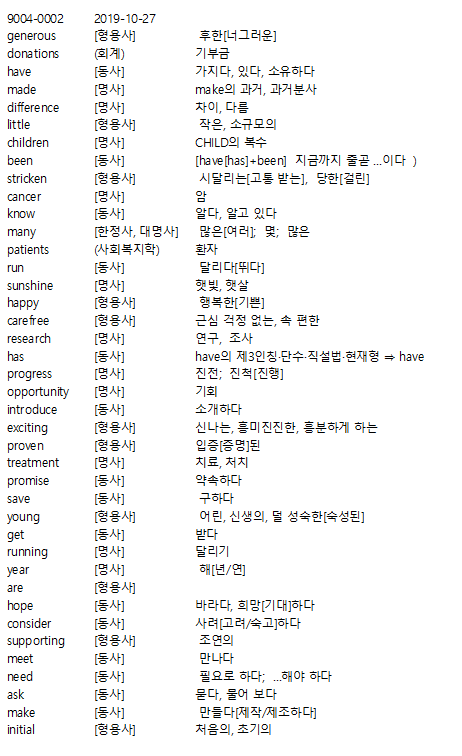 9004-0002 2019-10-27
generous [형용사] 후한[너그러운]
donations (회계) 기부금
have [동사] 가지다, 있다, 소유하다
made [명사] make의 과거, 과거분사
difference [명사] 차이, 다름
little [형용사] 작은, 소규모의
children [명사] CHILD의 복수
been [동사] [have[has]+been] 지금까지 줄곧 …이다 )
stricken [형용사] 시달리는[고통 받는], 당한[걸린]
cancer [명사] 암
know [동사] 알다, 알고 있다
many [한정사, 대명사] 많은[여러]; 몇; 많은
patients (사회복지학) 환자
run [동사] 달리다[뛰다]
sunshine [명사] 햇빛, 햇살
happy [형용사] 행복한[기쁜]
carefree [형용사] 근심 걱정 없는, 속 편한
research [명사] 연구, 조사
has [동사] have의 제3인칭·단수·직설법·현재형 ⇒ have
progress [명사] 진전; 진척[진행]
opportunity [명사] 기회
introduce [동사] 소개하다
exciting [형용사] 신나는, 흥미진진한, 흥분하게 하는
proven [형용사] 입증[증명]된
treatment [명사] 치료, 처치
promise [동사] 약속하다
save [동사] 구하다
young [형용사] 어린, 신생의, 덜 성숙한[숙성된]
get [동사] 받다
running [명사] 달리기
year [명사] 해[년/연]
are [형용사]
hope [동사] 바라다, 희망[기대]하다
consider [동사] 사려[고려/숙고]하다
supporting [형용사] 조연의
meet [동사] 만나다
need [동사] 필요로 하다; …해야 하다
ask [동사] 묻다, 물어 보다
make [동사] 만들다[제작/제조하다]
initial [형용사] 처음의, 초기의